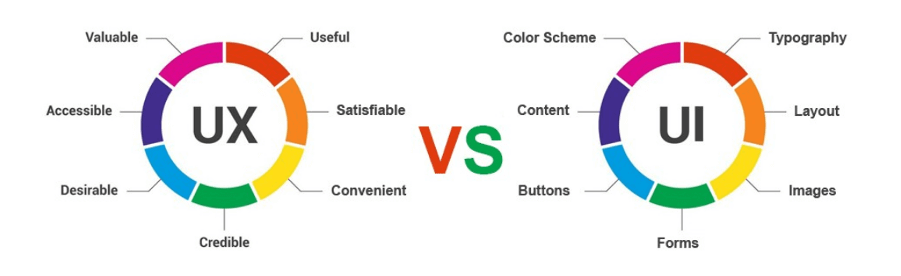 Valuable
Useful
Accessible
UX
Satisfiable
Desirable
Convenient
Credible
VS
Color Scheme
Typography
Content
UI
Layout
Buttons
Images
Forms